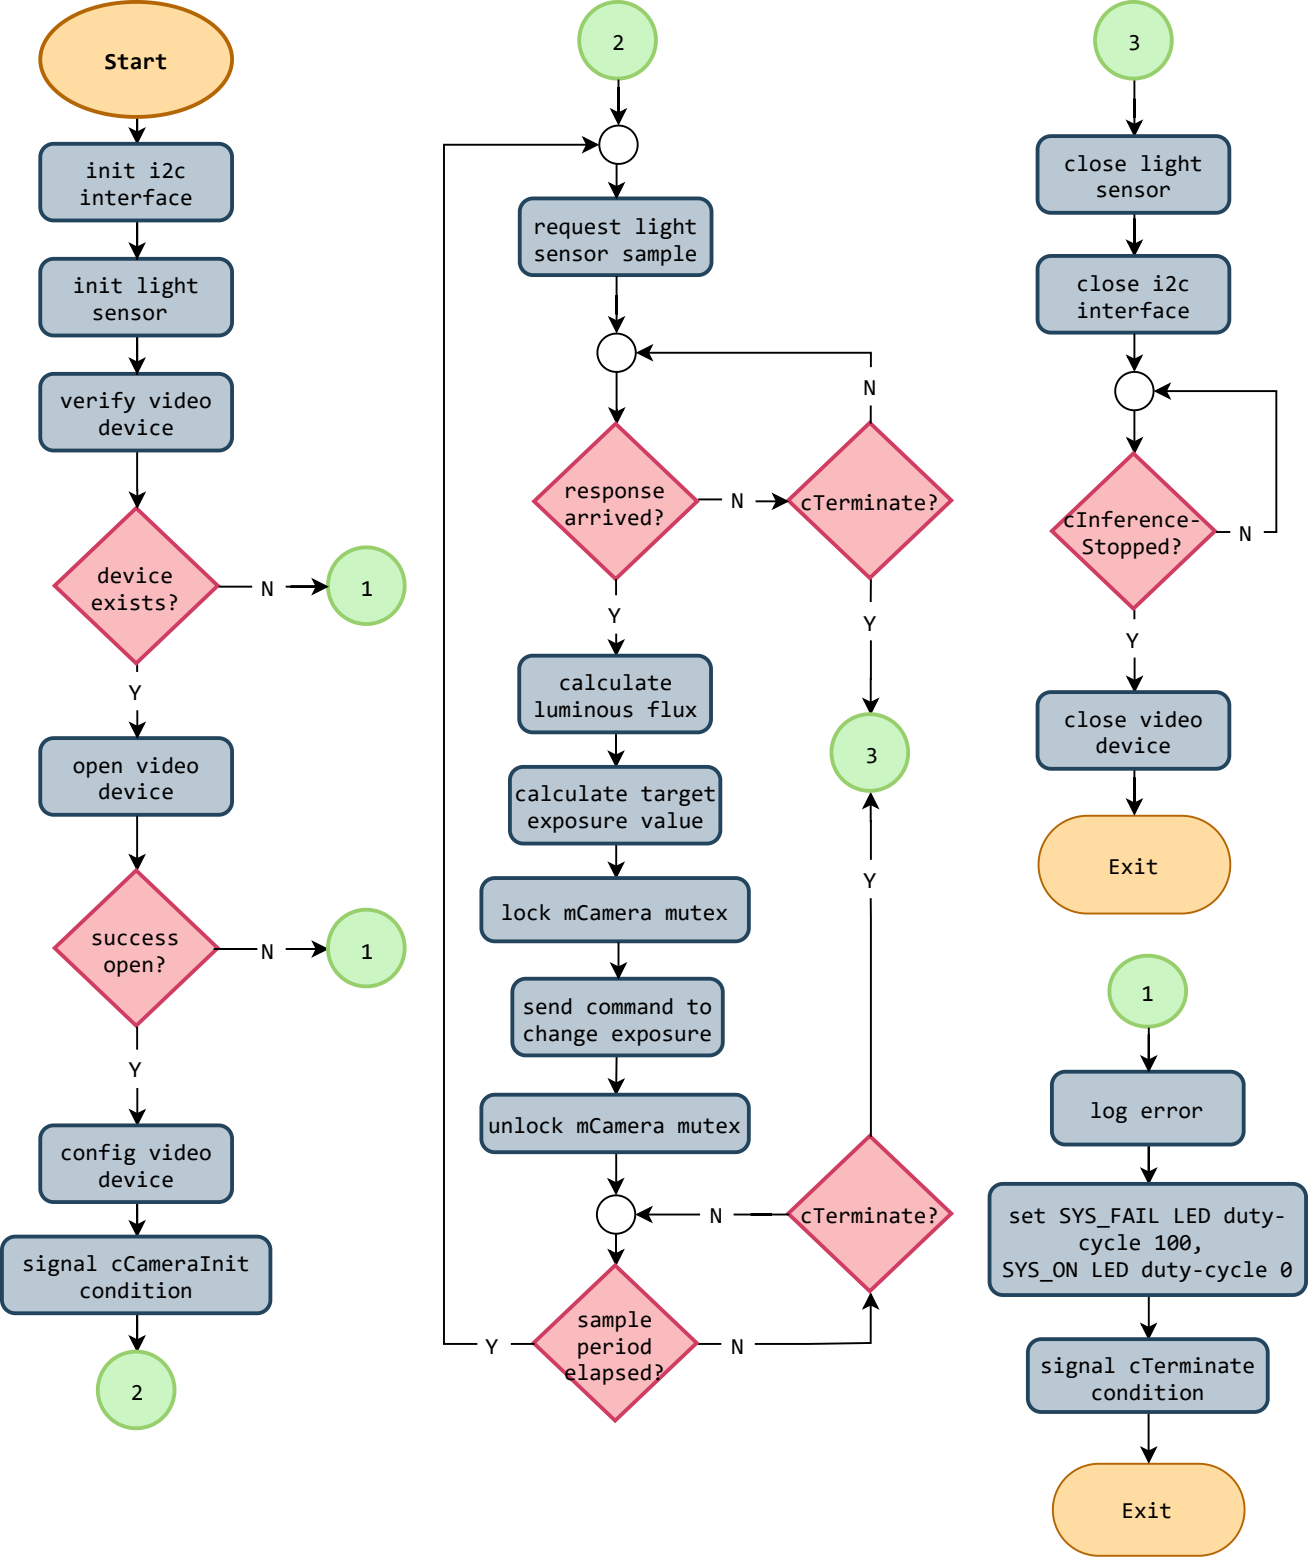 Start
init i2c
interface
init light
sensor
verify video
device
device
exists?
N
1
Y
open video
device
success
open?
N
1
Y
config video
device
signal cCameraInit
condition
2
2
request light
sensor sample
response
arrived?
N
cTerminate?
N
Y
3
Y
calculate
luminous flux
calculate target
exposure value
lock mCamera mutex
send command to
change exposure
unlock mCamera mutex
sample
period
elapsed?
Y
N
cTerminate?
N
Y
3
close light
sensor
close i2c
interface
cInference-
Stopped?
N
Y
close video
device
Exit
1
log error
set SYS_FAIL LED duty-
cycle 100,
SYS_ON LED duty-cycle 0
signal cTerminate
condition
Exit